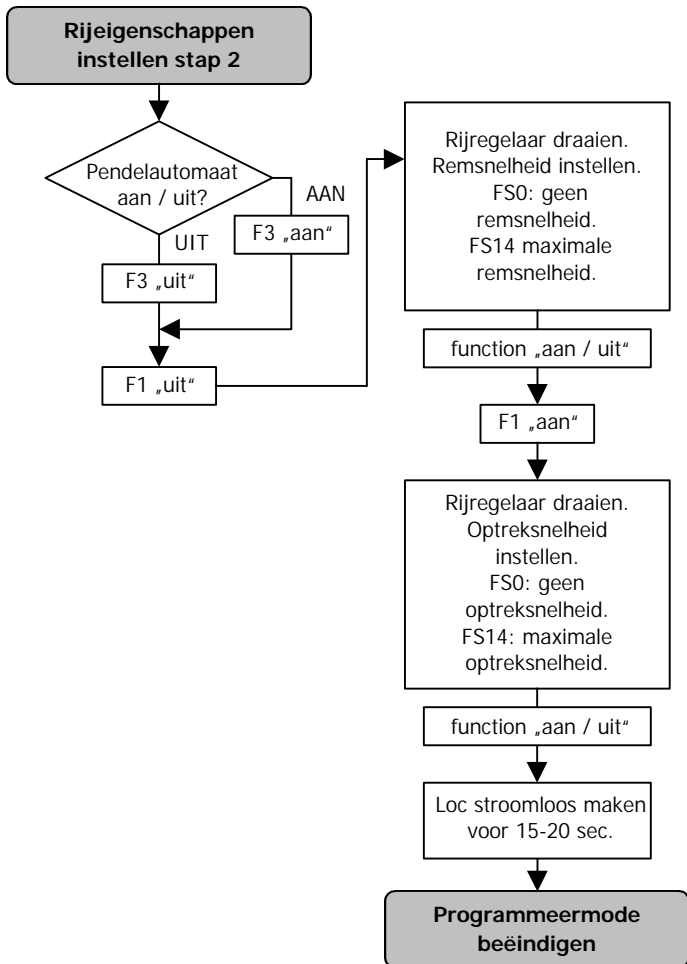 Rijeigenschappen
instellen stap 2
Pendelautomaat
aan / uit?
AAN
F3 „aan“
UIT
F3 „uit“
F1 „uit“
Rijregelaar draaien.
Remsnelheid instellen.
FS0: geen
remsnelheid.
FS14 maximale
remsnelheid.
function „aan / uit“
F1 „aan“
Rijregelaar draaien.
Optreksnelheid
instellen.
FS0: geen
optreksnelheid.
FS14: maximale
optreksnelheid.
function „aan / uit“
Loc stroomloos maken
voor 15-20 sec.
Programmeermode
beëindigen